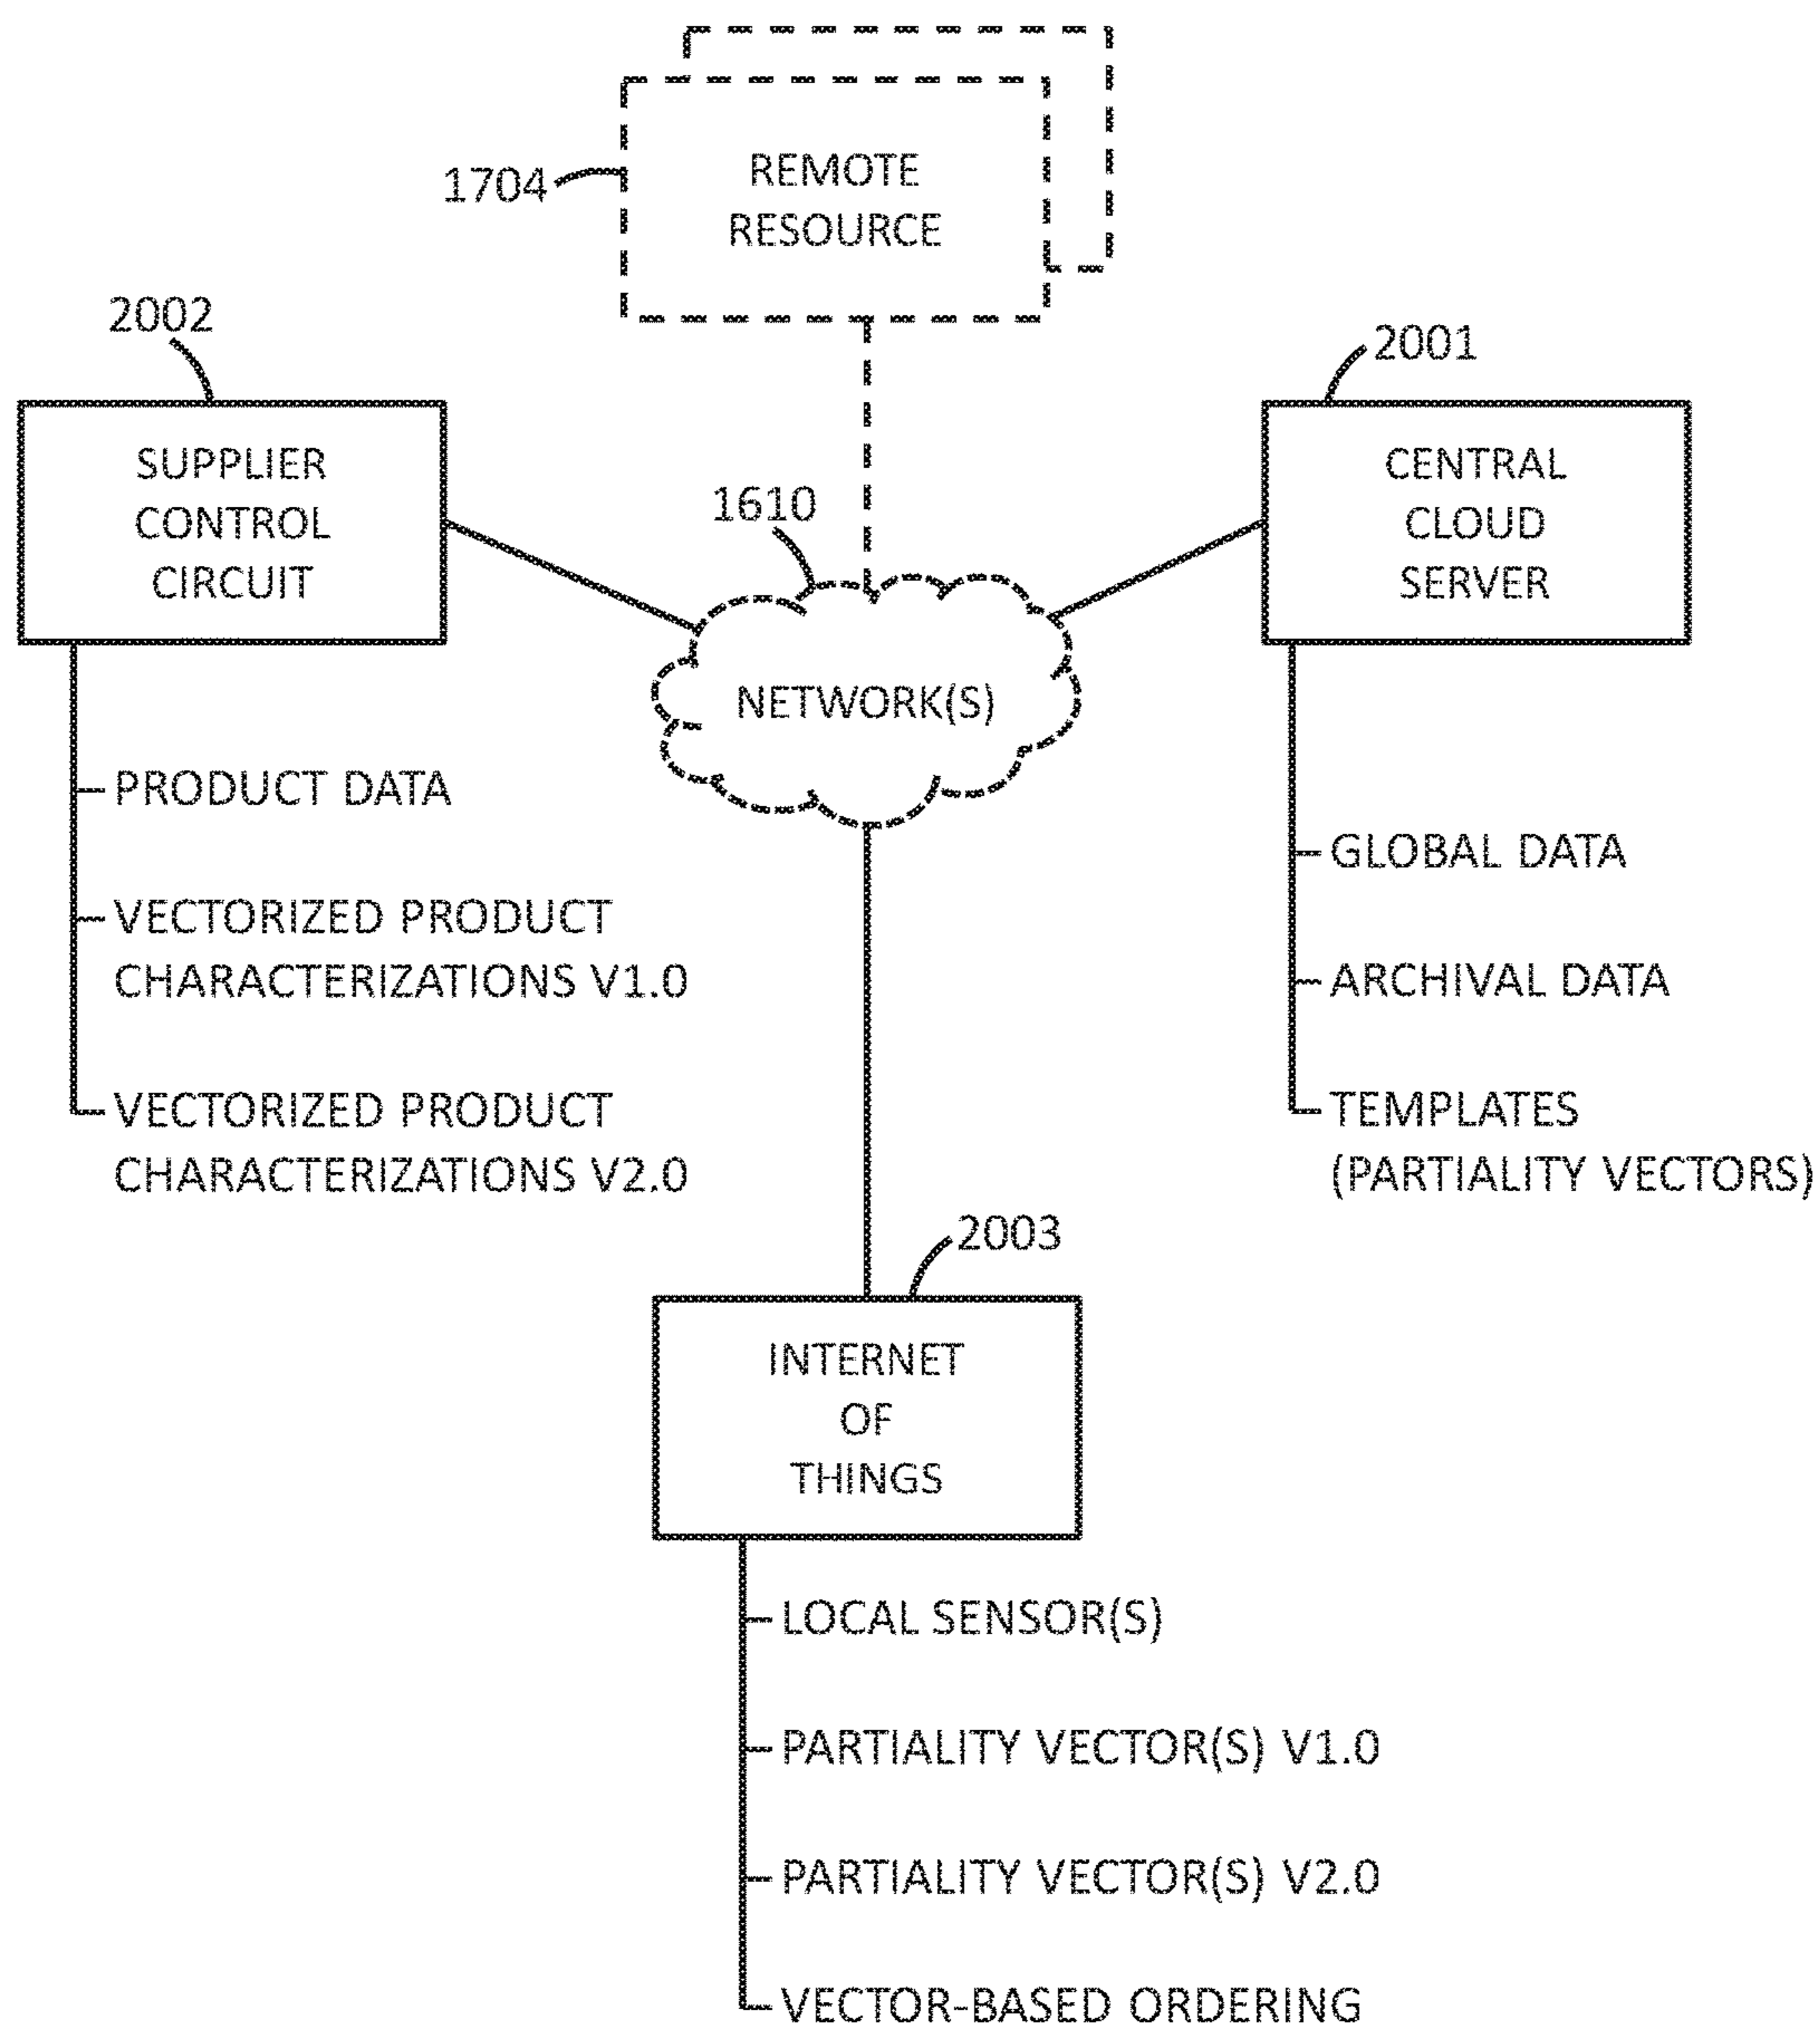 1704
REMOTE
RESOURCE
2002
SUPPLIER
CONTROL
CIRCUIT
2001
CENTRAL
CLOUD
SERVER
1610
NETWORK(S)
PRODUCT DATA
VECTORIZED PRODUCT
CHARACTERIZATIONS V1.0
VECTORIZED PRODUCT
CHARACTERIZATIONS V2.0
GLOBAL DATA
ARCHIVAL DATA
TEMPLATES
(PARTIALITY VECTORS)
2003
INTERNET
OF
THINGS
LOCAL SENSOR(S)
PARTIALITY VECTOR(S) V1.0
PARTIALITY VECTOR(S) V2.0
VECTOR-BASED ORDERING